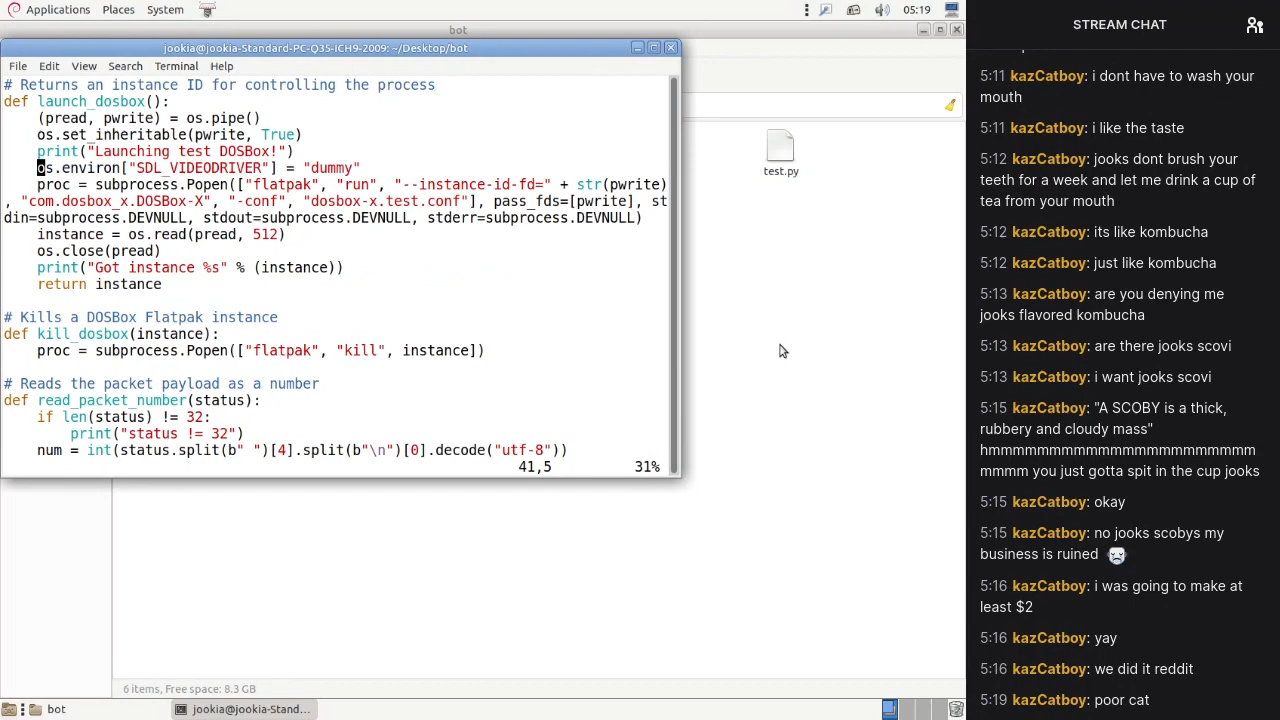 Applications Places System 05:19
bot
jookia@jookia-Standard-PC-Q35-ICH9-2009: ~/Desktop/bot
File Edit View Search Terminal Help
# Returns an instance ID for controlling the process
def launch_dosbox():
    (pread, pwrite) = os.pipe()
    os.set_inheritable(pwrite, True)
    print("Launching test DOSBox!")
    os.environ["SDL_VIDEODRIVER"] = "dummy"
    proc = subprocess.Popen(["flatpak", "run", "--instance-id-fd=" + str(pwrite)
, "com.dosbox_x.DOSBox-X", "-conf", "dosbox-x.test.conf"], pass_fds=[pwrite], st
din=subprocess.DEVNULL, stdout=subprocess.DEVNULL, stderr=subprocess.DEVNULL)
    instance = os.read(pread, 512)
    os.close(pread)
    print("Got instance %s" % (instance))
    return instance
# Kills a DOSBox Flatpak instance
def kill_dosbox(instance):
    proc = subprocess.Popen(["flatpak", "kill", instance])
# Reads the packet payload as a number
def read_packet_number(status):
    if len(status) != 32:
        print("status != 32")
    num = int(status.split(b" ")[4].split(b"\n")[0].decode("utf-8"))
41,5 31%
test.py
6 items, Free space: 8.3 GB
bot
jookia@jookia-Stand...
STREAM CHAT
5:11 kazCatboy: i dont have to wash your
mouth
5:11 kazCatboy: i like the taste
5:12 kazCatboy: jooks dont brush your
teeth for a week and let me drink a cup of
tea from your mouth
5:12 kazCatboy: its like kombucha
5:12 kazCatboy: just like kombucha
5:13 kazCatboy: are you denying me
jooks flavored kombucha
5:13 kazCatboy: are there jooks scovi
5:13 kazCatboy: i want jooks scovi
5:15 kazCatboy: "A SCOBY is a thick,
rubbery and cloudy mass"
hmmmmmmmmmmmmmmmmmmmmmmm
mmmm you just gotta spit in the cup jooks
5:15 kazCatboy: okay
5:15 kazCatboy: no jooks scobys my
business is ruined
5:16 kazCatboy: i was going to make at
least $2
5:16 kazCatboy: yay
5:16 kazCatboy: we did it reddit
5:19 kazCatboy: poor cat